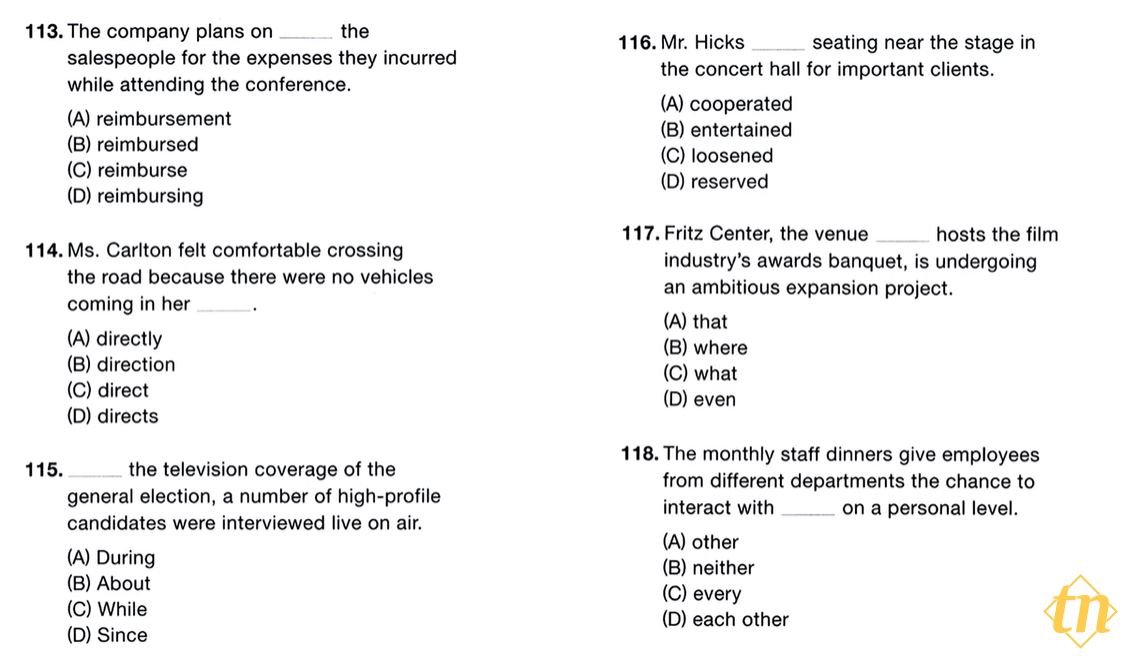 113. The company plans on ______ the
salespeople for the expenses they incurred
while attending the conference.
(A) reimbursement
(B) reimbursed
(C) reimburse
(D) reimbursing
114. Ms. Carlton felt comfortable crossing
the road because there were no vehicles
coming in her ______.
(A) directly
(B) direction
(C) direct
(D) directs
115. ______ the television coverage of the
general election, a number of high-profile
candidates were interviewed live on air.
(A) During
(B) About
(C) While
(D) Since
116. Mr. Hicks ______ seating near the stage in
the concert hall for important clients.
(A) cooperated
(B) entertained
(C) loosened
(D) reserved
117. Fritz Center, the venue ______ hosts the film
industry's awards banquet, is undergoing
an ambitious expansion project.
(A) that
(B) where
(C) what
(D) even
118. The monthly staff dinners give employees
from different departments the chance to
interact with ______ on a personal level.
(A) other
(B) neither
(C) every
(D) each other
tn